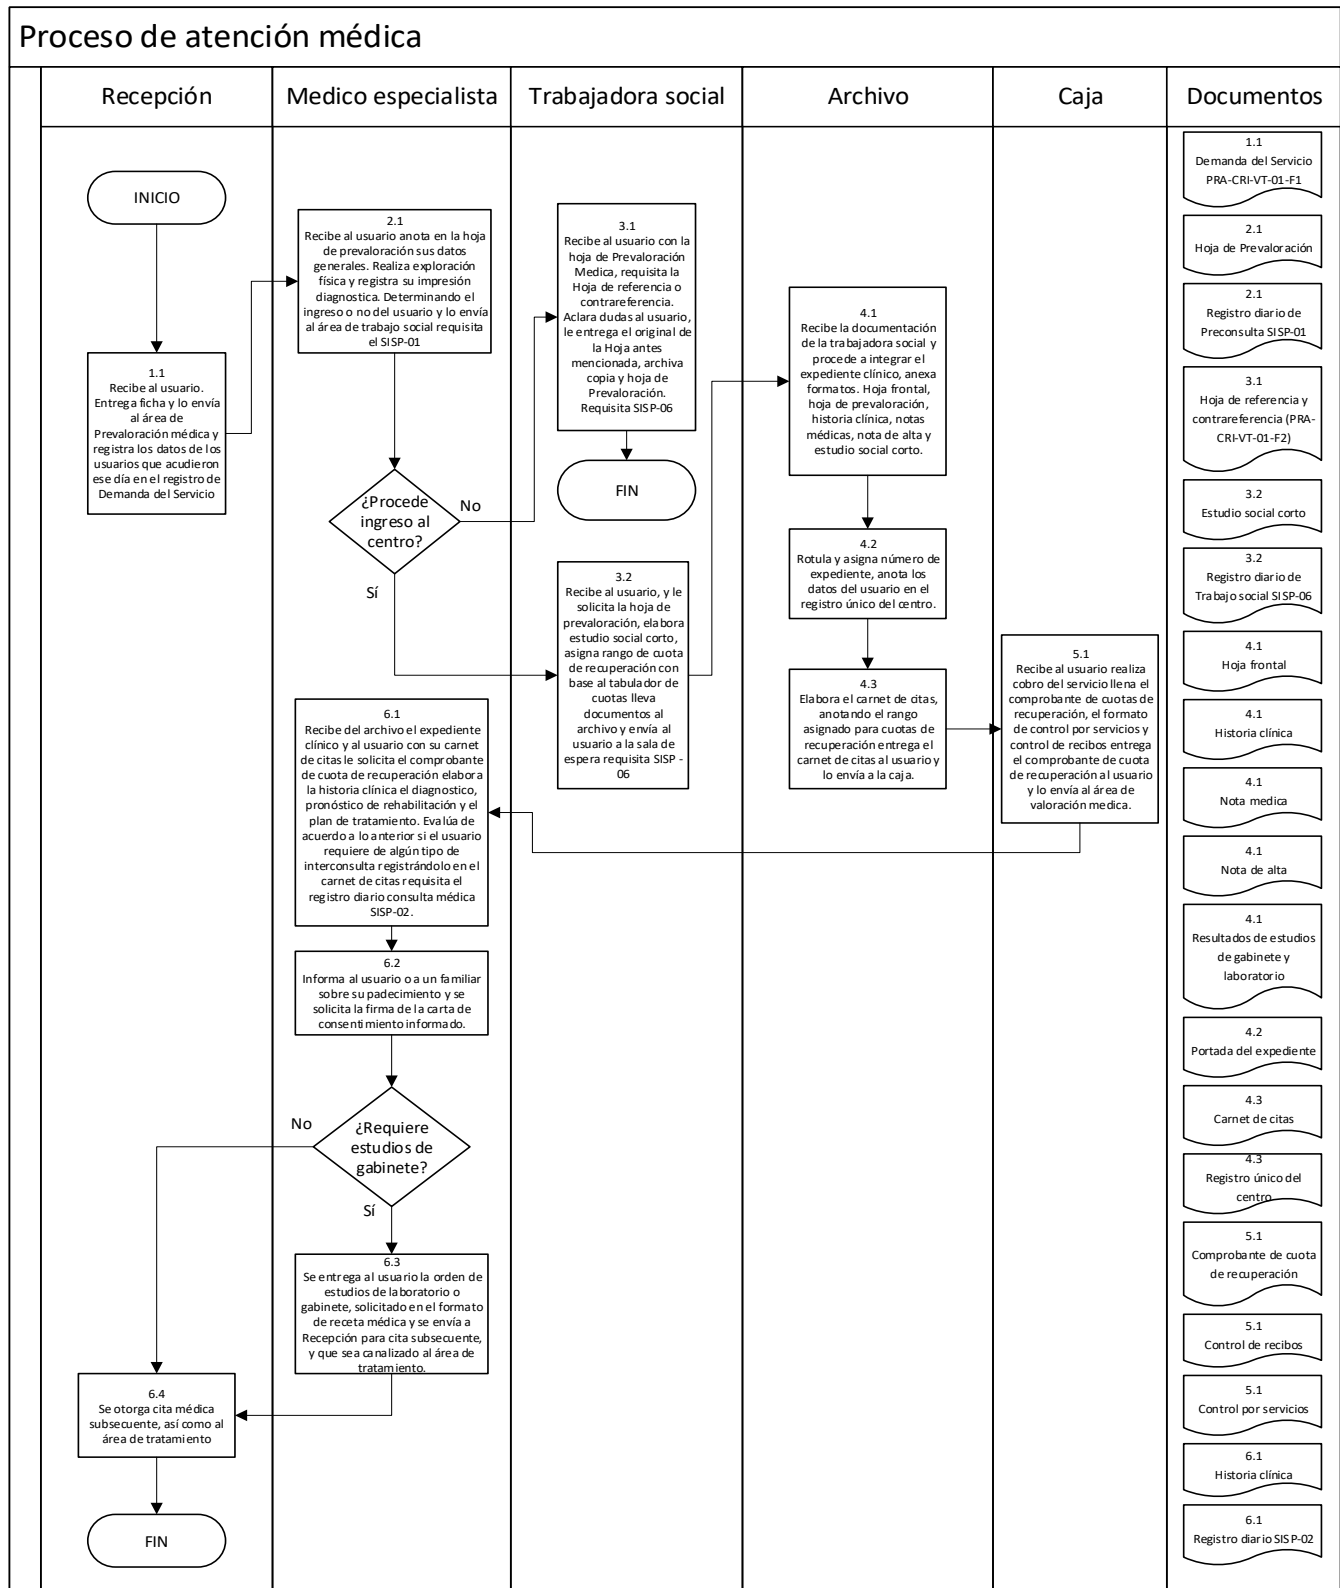 Proceso de atención médica
Recepción
Medico especialista
Trabajadora social
Archivo
Caja
Documentos
INICIO
1.1
Recibe al usuario.
Entrega ficha y lo envía
al área de
Prevaloración médica y
registra los datos de los
usuarios que acudieron
ese día en el registro de
Demanda del Servicio
2.1
Recibe al usuario anota en la hoja
de prevaloración sus datos
generales. Realiza exploración
física y registra su impresión
diagnostica. Determinando el
ingreso o no del usuario y lo envía
al área de trabajo social requisita
el SISP-01
¿Procede
ingreso al
centro?
No
Sí
3.1
Recibe al usuario con la
hoja de Prevaloración
Medica, requisita la
Hoja de referencia o
contrareferencia.
Aclara dudas al usuario,
le entrega el original de
la Hoja antes
mencionada, archiva
copia y hoja de
Prevaloración.
Requisita SISP-06
FIN
3.2
Recibe al usuario, y le
solicita la hoja de
prevaloración, elabora
estudio social corto,
asigna rango de cuota
de recuperación con
base al tabulador de
cuotas lleva
documentos al
archivo y envía al
usuario a la sala de
espera requisita SISP -
06
4.1
Recibe la documentación
de la trabajadora social y
procede a integrar el
expediente clínico, anexa
formatos. Hoja frontal,
hoja de prevaloración,
historia clínica, notas
médicas, nota de alta y
estudio social corto.
4.2
Rotula y asigna número de
expediente, anota los
datos del usuario en el
registro único del centro.
4.3
Elabora el carnet de citas,
anotando el rango
asignado para cuotas de
recuperación entrega el
carnet de citas al usuario y
lo envía a la caja.
5.1
Recibe al usuario realiza
cobro del servicio llena el
comprobante de cuotas de
recuperación, el formato
de control por servicios y
control de recibos entrega
el comprobante de cuota
de recuperación al usuario
y lo envía al área de
valoración medica.
6.1
Recibe del archivo el expediente
clínico y al usuario con su carnet
de citas le solicita el comprobante
de cuota de recuperación elabora
la historia clínica el diagnostico,
pronóstico de rehabilitación y el
plan de tratamiento. Evalúa de
acuerdo a lo anterior si el usuario
requiere de algún tipo de
interconsulta registrándolo en el
carnet de citas requisita el
registro diario consulta médica
SISP-02.
6.2
Informa al usuario o a un familiar
sobre su padecimiento y se
solicita la firma de la carta de
consentimiento informado.
¿Requiere
estudios de
gabinete?
No
Sí
6.3
Se entrega al usuario la orden de
estudios de laboratorio o
gabinete, solicitado en el formato
de receta médica y se envía a
Recepción para cita subsecuente,
y que sea canalizado al área de
tratamiento.
6.4
Se otorga cita médica
subsecuente, así como al
área de tratamiento
FIN
1.1
Demanda del Servicio
PRA-CRI-VT-01-F1
2.1
Hoja de Prevaloración
2.1
Registro diario de
Preconsulta SISP-01
3.1
Hoja de referencia y
contrareferencia (PRA-
CRI-VT-01-F2)
3.2
Estudio social corto
3.2
Registro diario de
Trabajo social SISP-06
4.1
Hoja frontal
4.1
Historia clínica
4.1
Nota medica
4.1
Nota de alta
4.1
Resultados de estudios
de gabinete y
laboratorio
4.2
Portada del expediente
4.3
Carnet de citas
4.3
Registro único del
centro
5.1
Comprobante de cuota
de recuperación
5.1
Control de recibos
5.1
Control por servicios
6.1
Historia clínica
6.1
Registro diario SISP-02